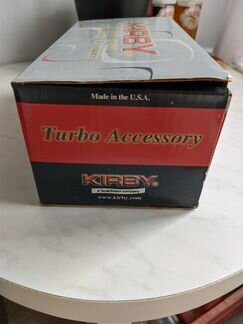 KIRBY
Made in the U.S.A.
Turbo Accessory
KIRBY®
a Scott Fetzer company
www.kirby.com